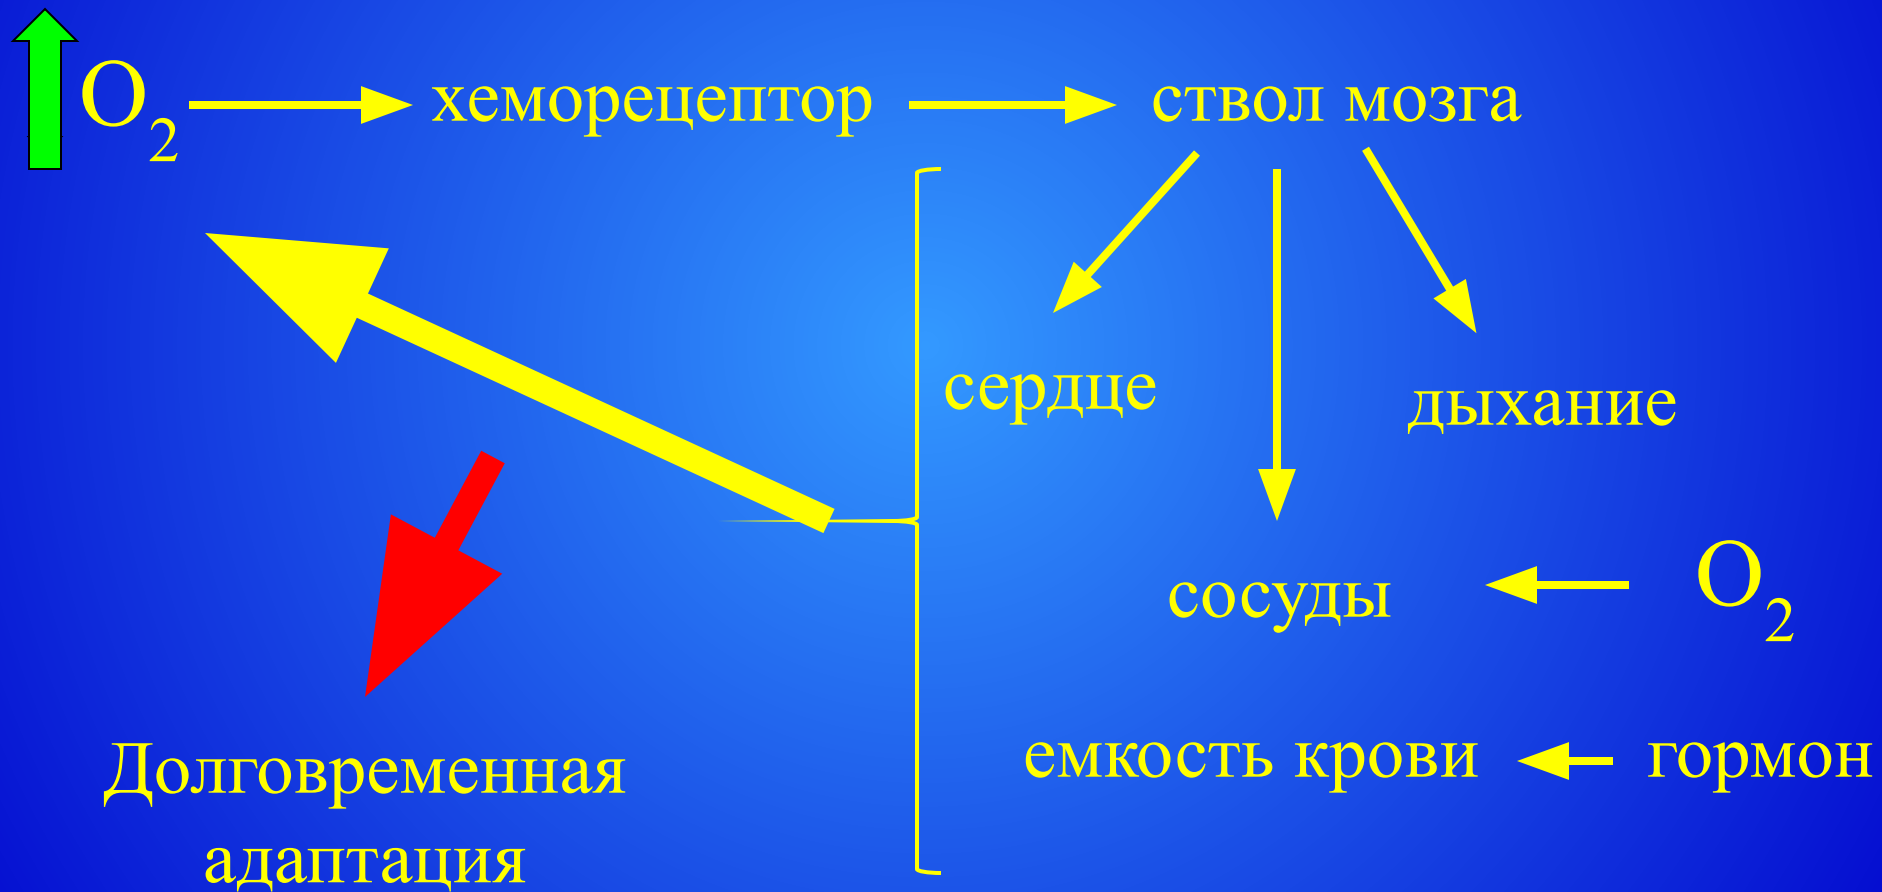 O2 хеморецептор ствол мозга
сердце дыхание
сосуды O2
емкость крови гормон
Долговременная
адаптация